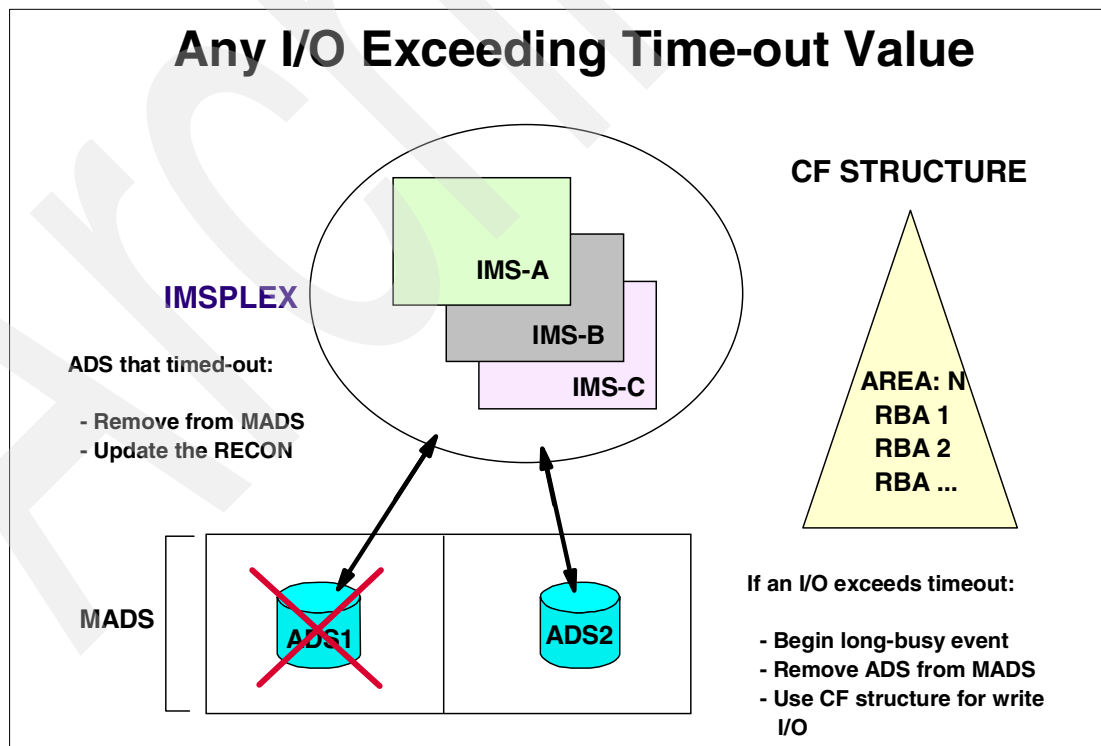 Any I/O Exceeding Time-out Value
CF STRUCTURE
IMS-A
IMS-B
IMS-C
IMSPLEX
ADS that timed-out:
- Remove from MADS
- Update the RECON
AREA: N
RBA 1
RBA 2
RBA ...
MADS
ADS1
ADS2
If an I/O exceeds timeout:
- Begin long-busy event
- Remove ADS from MADS
- Use CF structure for write
I/O